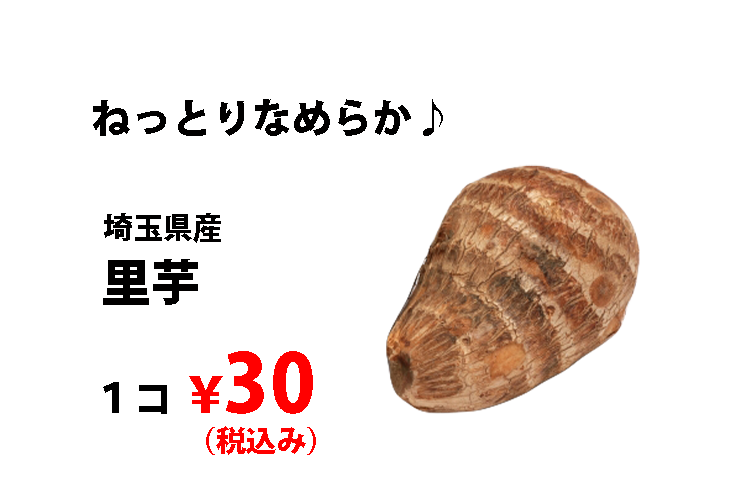 ねっとりなめらか♪
埼玉県産
里芋
１コ ¥30
（税込み）